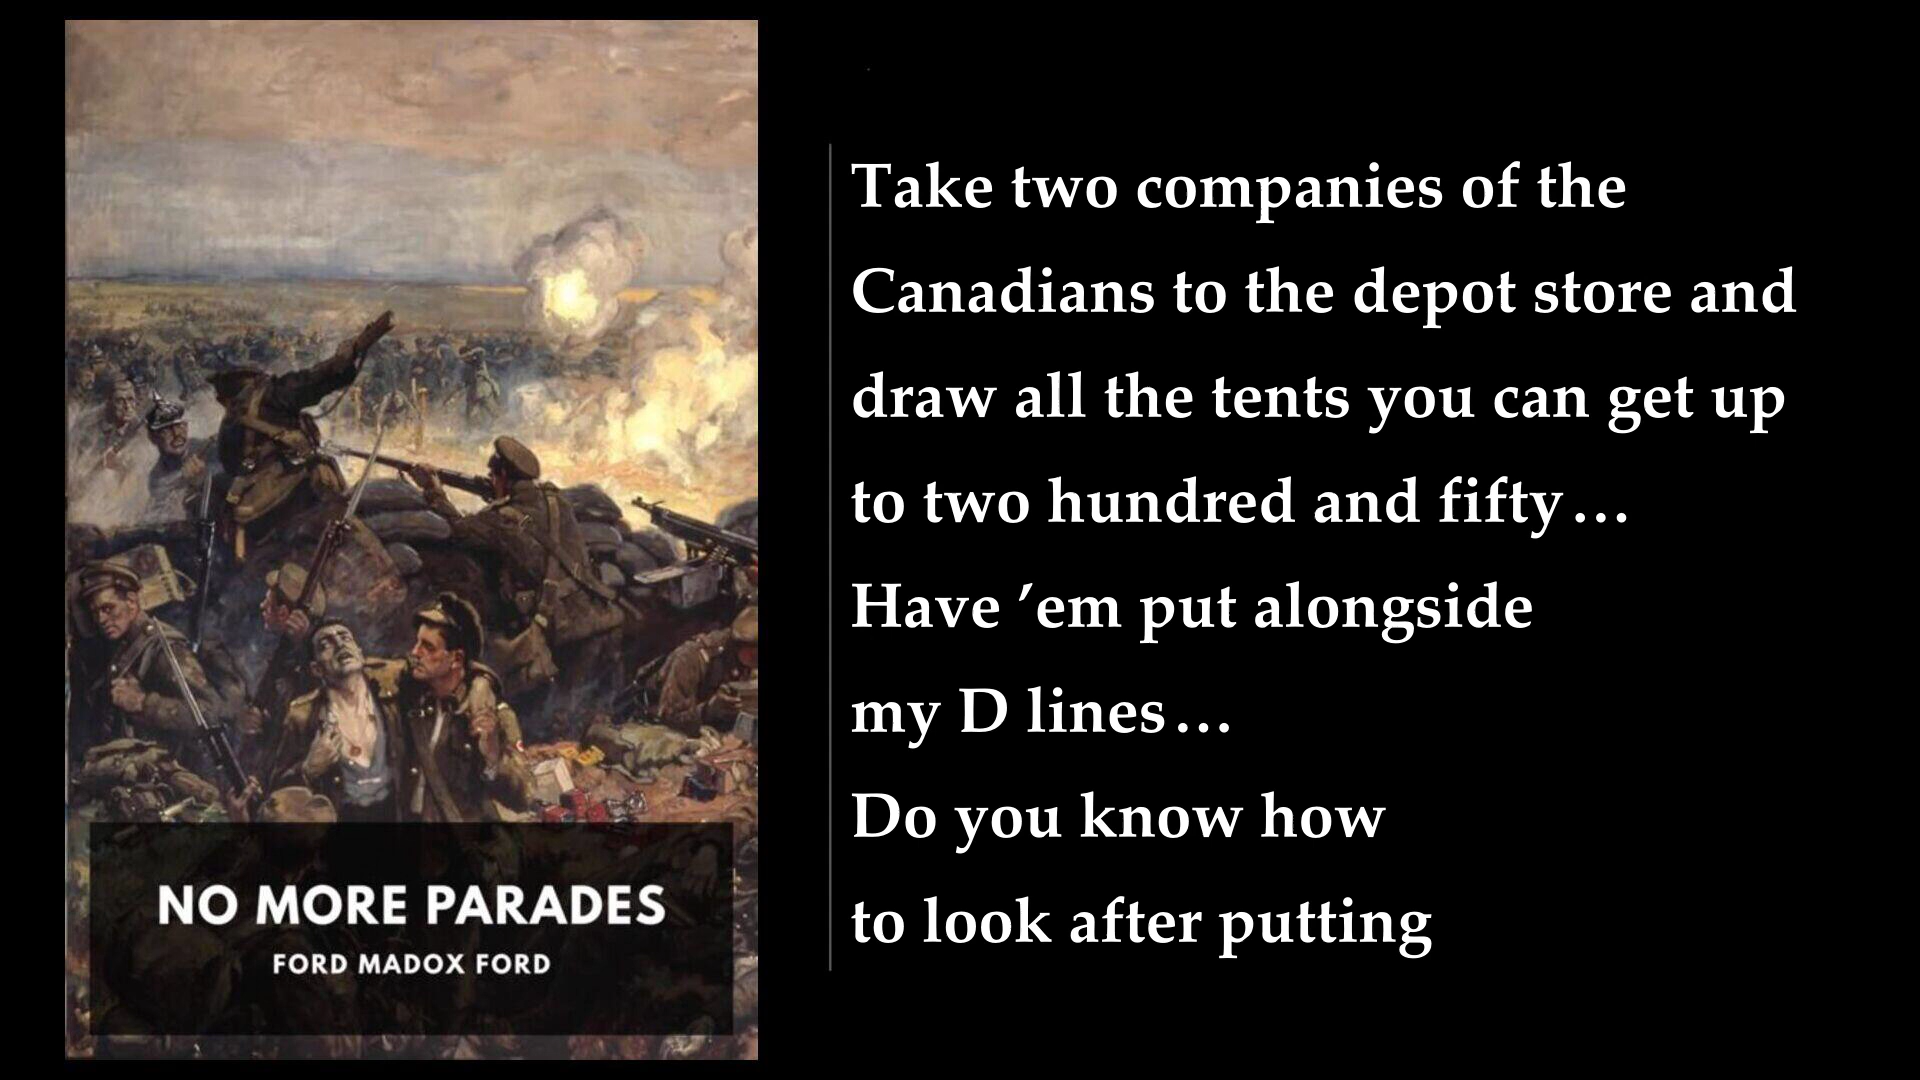 NO MORE PARADES
FORD MADOX FORD
Take two companies of the
Canadians to the depot store and
draw all the tents you can get up
to two hundred and fifty…
Have ’em put alongside
my D lines…
Do you know how
to look after putting